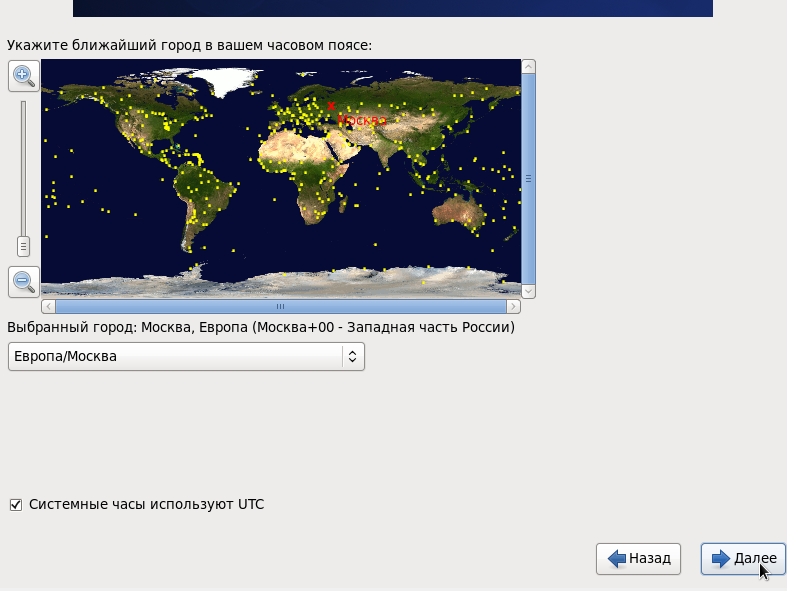 Укажите ближайший город в вашем часовом поясе:
Москва
Выбранный город: Москва, Европа (Москва+00 - Западная часть России)
Европа/Москва
Системные часы используют UTC
Назад
Далее